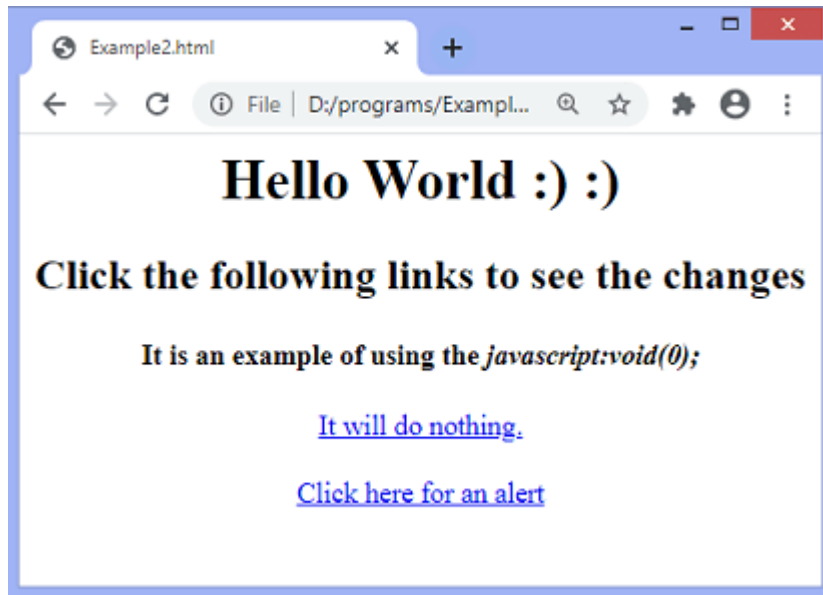 Example2.html
File | D:/programs/Exampl...
Hello World :) :)
Click the following links to see the changes
It is an example of using the javascript:void(0);
It will do nothing.
Click here for an alert